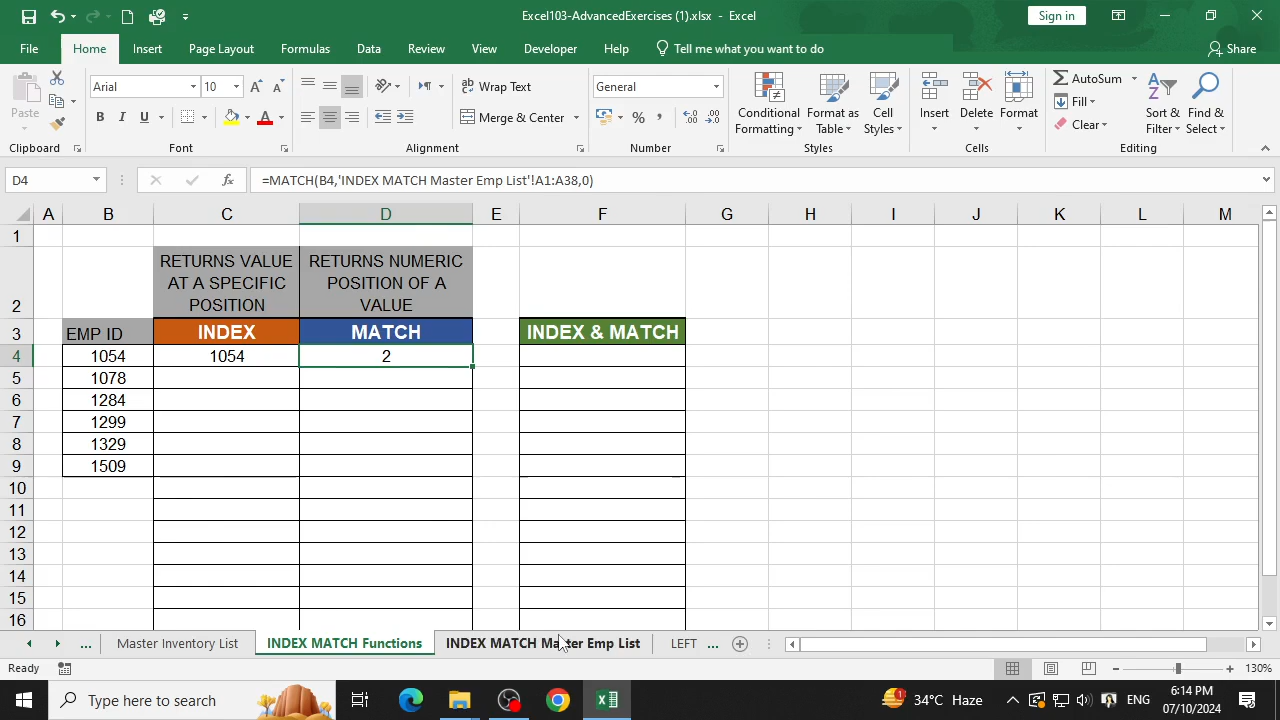 Excel103-AdvancedExercises (1).xlsx - Excel
Sign in
File Home Insert Page Layout Formulas Data Review View Developer Help Tell me what you want to do Share
Paste
Arial 10
B I U
Wrap Text
Merge & Center
General
% ,
Conditional Formatting
Format as Table
Cell Styles
Insert Delete Format
AutoSum
Fill
Clear
Sort & Filter
Find & Select
Clipboard Font Alignment Number Styles Cells Editing
D4 fx =MATCH(B4,'INDEX MATCH Master Emp List'!A1:A38,0)
A B C D E F G H I J K L M
1
2
RETURNS VALUE AT A SPECIFIC POSITION
RETURNS NUMERIC POSITION OF A VALUE
3 EMP ID INDEX MATCH INDEX & MATCH
4 1054 1054 2
5 1078
6 1284
7 1299
8 1329
9 1509
10
11
12
13
14
15
16
... Master Inventory List INDEX MATCH Functions INDEX MATCH Master Emp List LEFT ...
Ready 130%
Type here to search
34°C Haze
ENG
6:14 PM
07/10/2024